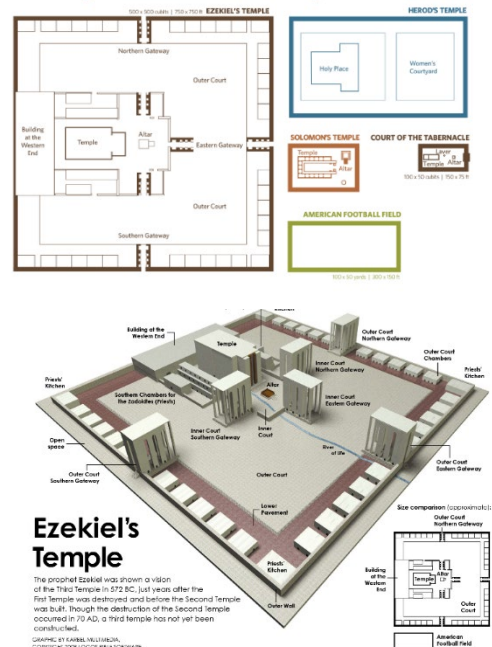 500 x 500 cubits | 750 x 750 ft EZEKIEL'S TEMPLE
Northern Gateway
Outer Court
Building
at the
Western
End
Temple
Altar
Eastern Gateway
Outer Court
Southern Gateway
HEROD'S TEMPLE
Holy Place
Women's
Courtyard
SOLOMON'S TEMPLE
Temple
Altar
COURT OF THE TABERNACLE
Laver
Temple Altar
100 x 50 cubits | 150 x 75 ft
AMERICAN FOOTBALL FIELD
100 x 50 yards | 300 x 150 ft
Building of the
Western End
Temple
Outer Court
Northern Gateway
Inner Court
Northern Gateway
Outer Court
Chambers
Priests'
Kitchen
Priests'
Kitchen
Southern Chambers for
the Zadokites (Priests)
Altar
Inner Court
Eastern Gateway
Inner Court
Southern Gateway
Inner
Court
Open
space
River
of life
Outer Court
Southern Gateway
Outer Court
Outer Court
Eastern Gateway
Lower
Pavement
Priests'
Kitchen
Outer Wall
Ezekiel's
Temple
The prophet Ezekiel was shown a vision
of the Third Temple in 572 BC, just years after the
First Temple was destroyed and before the Second Temple
was built. Though the destruction of the Second Temple
occurred in 70 AD, a third temple has not yet been
constructed.
GRAPHIC BY KARBEL MULTIMEDIA,
COPYRIGHT 2008 LOGOS BIBLE SOFTWARE
Size comparison (approximate):
Outer Court
Northern Gateway
Building
at the
Western
End
Temple
Altar
Outer
Court
American
Football Field